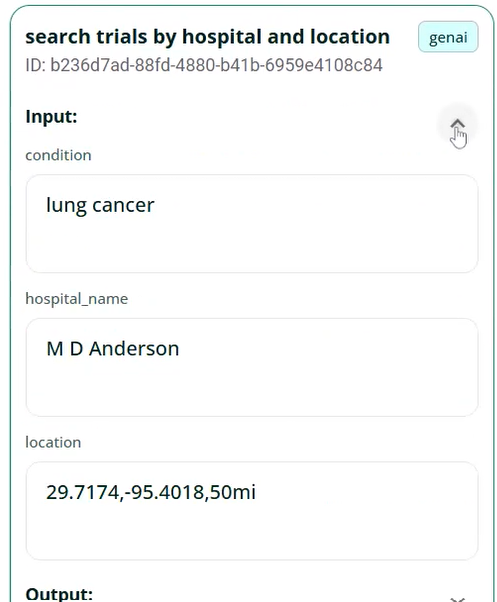 search trials by hospital and location
genai
ID: b236d7ad-88fd-4880-b41b-6959e4108c84
Input:
condition
lung cancer
hospital_name
M D Anderson
location
29.7174,-95.4018,50mi
Output: